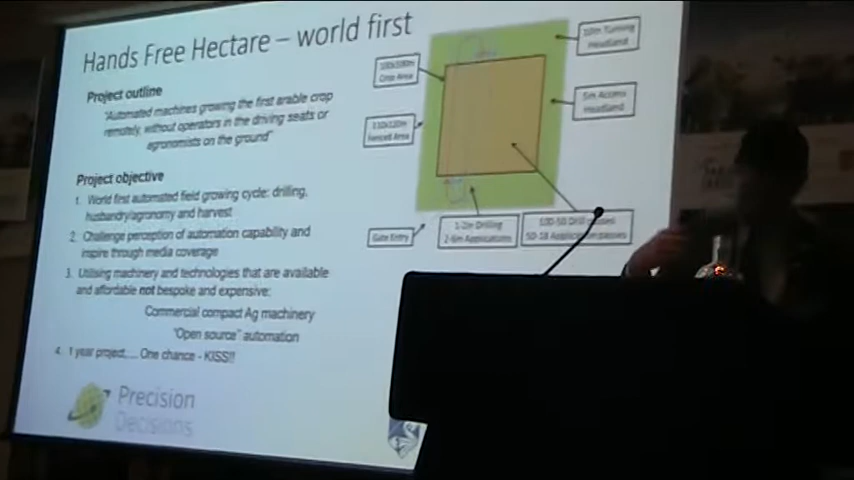 Hands Free Hectare – world first
Project outline
"Automated machines growing the first arable crop
remotely, without operators in the driving seats or
agronomists on the ground"
Project objective
1. World first automated field growing cycle: drilling,
husbandry/agronomy and harvest
2. Challenge perception of automation capability and
inspire through media coverage
3. Utilising machinery and technologies that are available
and affordable not bespoke and expensive:
Commercial compact Ag machinery
"Open source" automation
4. 1 year project.... One chance - KISS!!
Precision
Decisions
100x100m
Crop Area
Fenced Area
Gate Entry
10m Turning
Headland
5m Access
Headland
1-2m Drilling
2-6m Applications
100-50 Drill